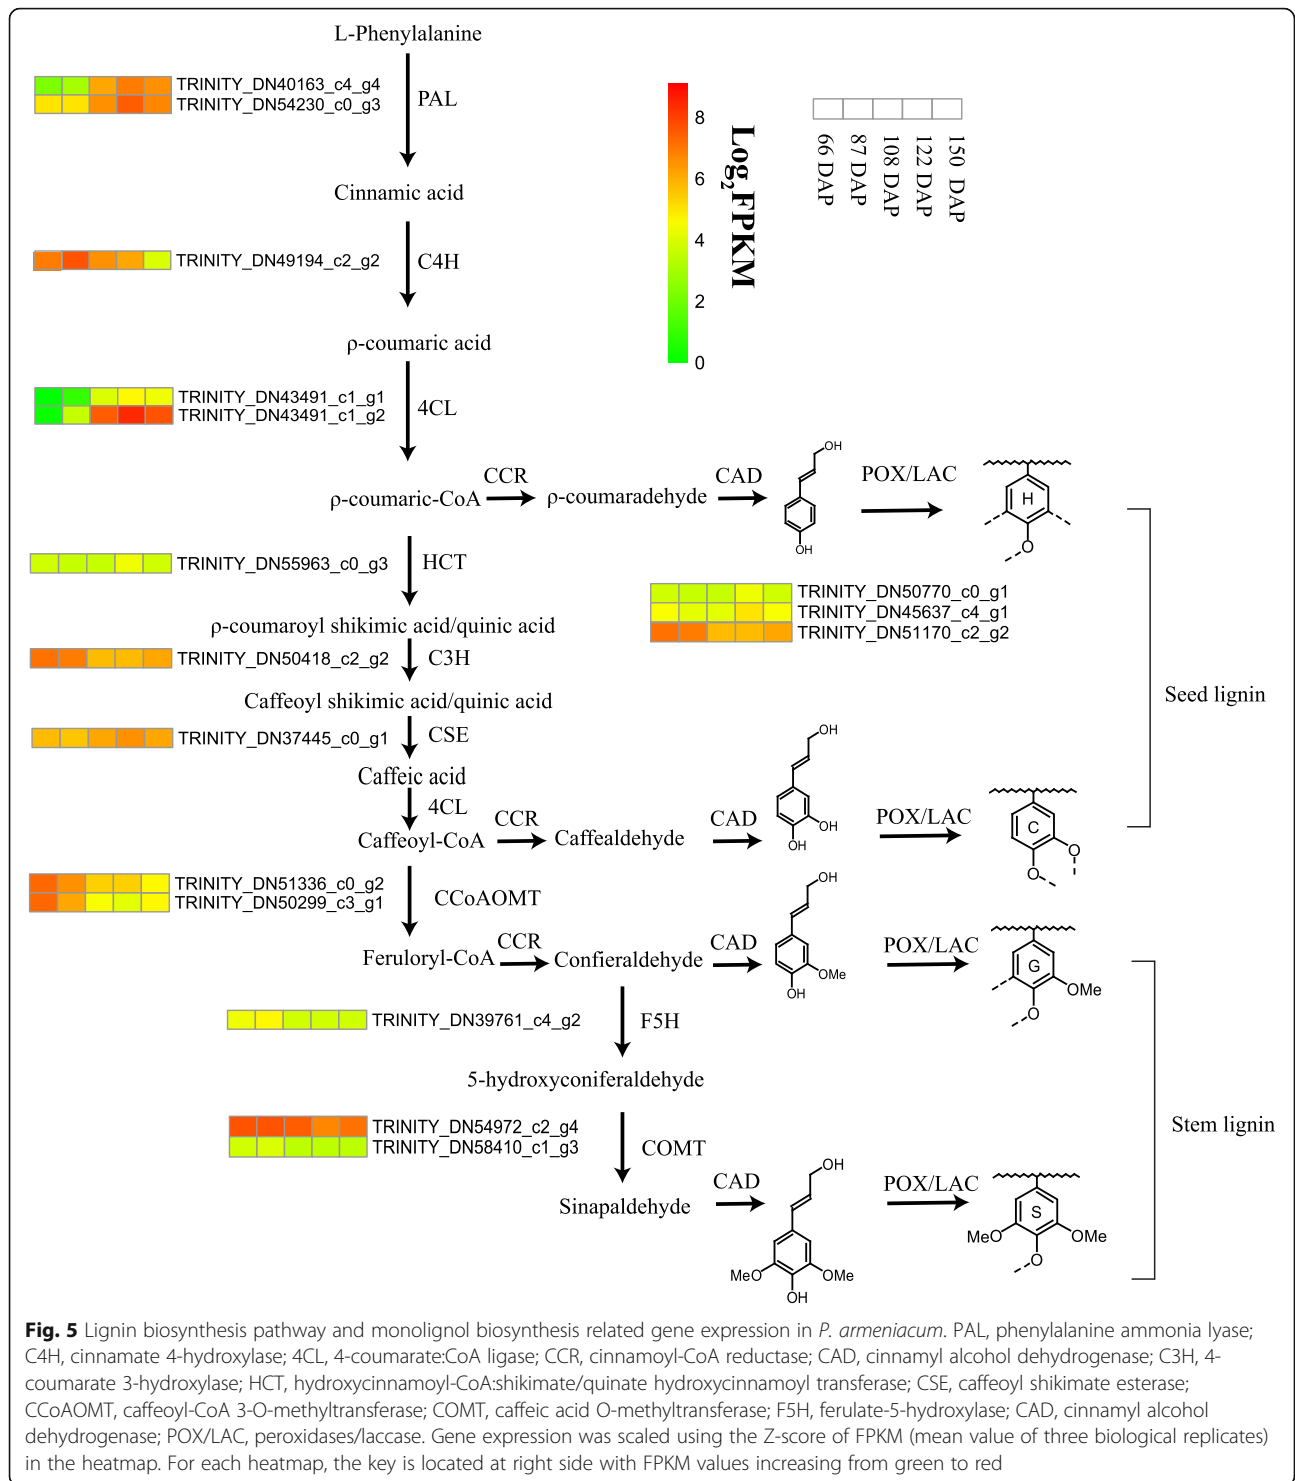 L-Phenylalanine
TRINITY_DN40163_c4_g4
TRINITY_DN54230_c0_g3
PAL
8
6
4
2
0
Log2FPKM
66 DAP
87 DAP
108 DAP
122 DAP
150 DAP
Cinnamic acid
TRINITY_DN49194_c2_g2
C4H
ρ-coumaric acid
TRINITY_DN43491_c1_g1
TRINITY_DN43491_c1_g2
4CL
ρ-coumaric-CoA
CCR
ρ-coumaradehyde
CAD
OH
OH
POX/LAC
H
O
TRINITY_DN55963_c0_g3
HCT
TRINITY_DN50770_c0_g1
TRINITY_DN45637_c4_g1
TRINITY_DN51170_c2_g2
ρ-coumaroyl shikimic acid/quinic acid
TRINITY_DN50418_c2_g2
C3H
Caffeoyl shikimic acid/quinic acid
Seed lignin
TRINITY_DN37445_c0_g1
CSE
Caffeic acid
4CL
Caffeoyl-CoA
CCR
Caffealdehyde
CAD
OH
OH
OH
POX/LAC
C
O
O
TRINITY_DN51336_c0_g2
TRINITY_DN50299_c3_g1
CCoAOMT
Feruloryl-CoA
CCR
Confieraldehyde
CAD
OH
OMe
OH
POX/LAC
G
OMe
O
TRINITY_DN39761_c4_g2
F5H
5-hydroxyconiferaldehyde
TRINITY_DN54972_c2_g4
TRINITY_DN58410_c1_g3
COMT
Stem lignin
Sinapaldehyde
CAD
OH
MeO
OMe
OH
POX/LAC
S
MeO
OMe
O
Fig. 5 Lignin biosynthesis pathway and monolignol biosynthesis related gene expression in P. armeniacum. PAL, phenylalanine ammonia lyase;
C4H, cinnamate 4-hydroxylase; 4CL, 4-coumarate:CoA ligase; CCR, cinnamoyl-CoA reductase; CAD, cinnamyl alcohol dehydrogenase; C3H, 4-
coumarate 3-hydroxylase; HCT, hydroxycinnamoyl-CoA:shikimate/quinate hydroxycinnamoyl transferase; CSE, caffeoyl shikimate esterase;
CCoAOMT, caffeoyl-CoA 3-O-methyltransferase; COMT, caffeic acid O-methyltransferase; F5H, ferulate-5-hydroxylase; CAD, cinnamyl alcohol
dehydrogenase; POX/LAC, peroxidases/laccase. Gene expression was scaled using the Z-score of FPKM (mean value of three biological replicates)
in the heatmap. For each heatmap, the key is located at right side with FPKM values increasing from green to red